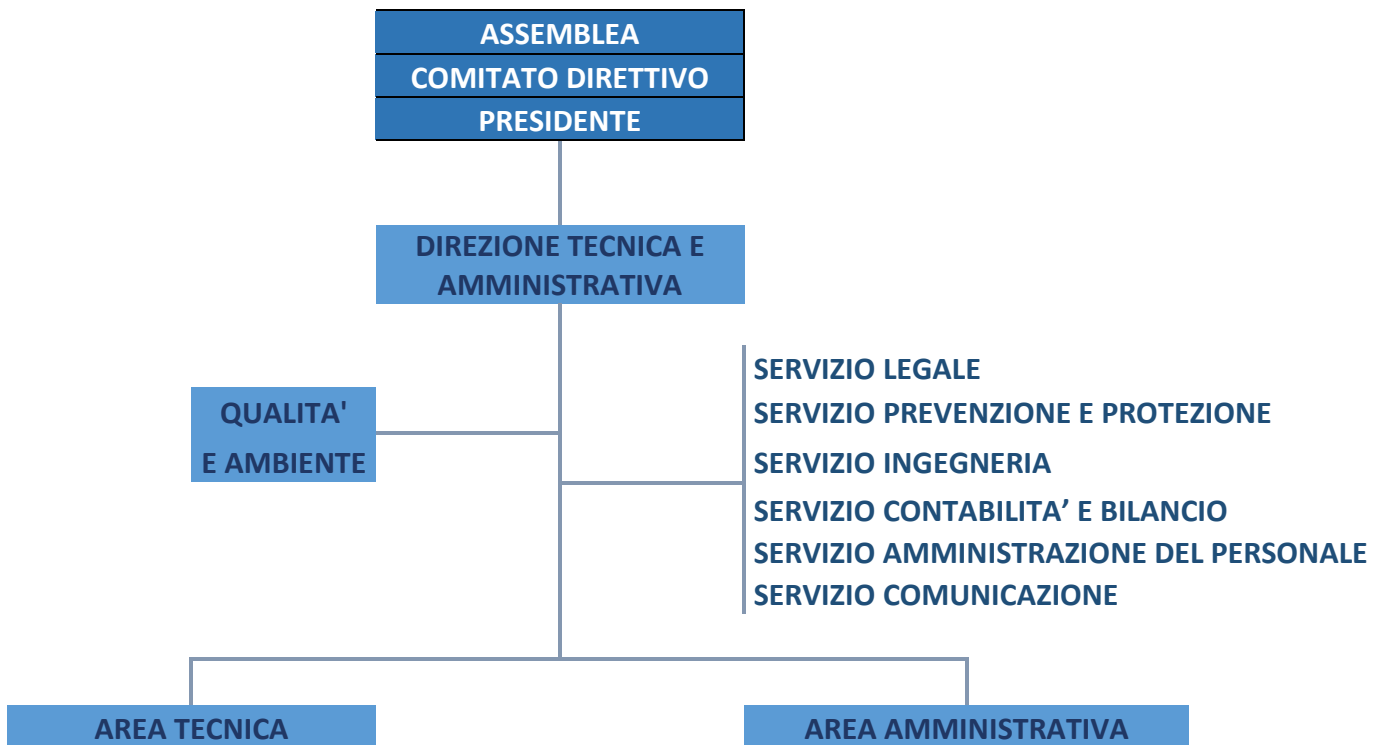 ASSEMBLEA
COMITATO DIRETTIVO
PRESIDENTE
DIREZIONE TECNICA E
AMMINISTRATIVA
QUALITA'
E AMBIENTE
SERVIZIO LEGALE
SERVIZIO PREVENZIONE E PROTEZIONE
SERVIZIO INGEGNERIA
SERVIZIO CONTABILITA’ E BILANCIO
SERVIZIO AMMINISTRAZIONE DEL PERSONALE
SERVIZIO COMUNICAZIONE
AREA TECNICA
AREA AMMINISTRATIVA